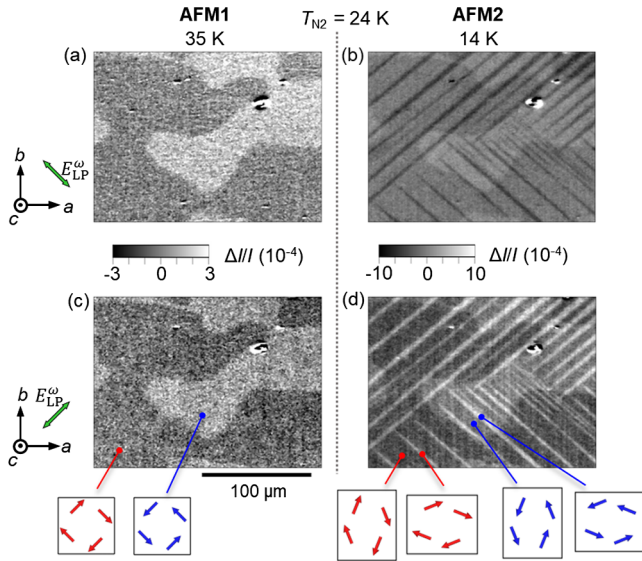 AFM1 T_N2 = 24 K AFM2
35 K 14 K
(a) (b)
b E^ω_LP
c a
ΔI/I (10⁻⁴) ΔI/I (10⁻⁴)
-3 0 3 -10 0 10
(c) (d)
b E^ω_LP
c a
100 µm